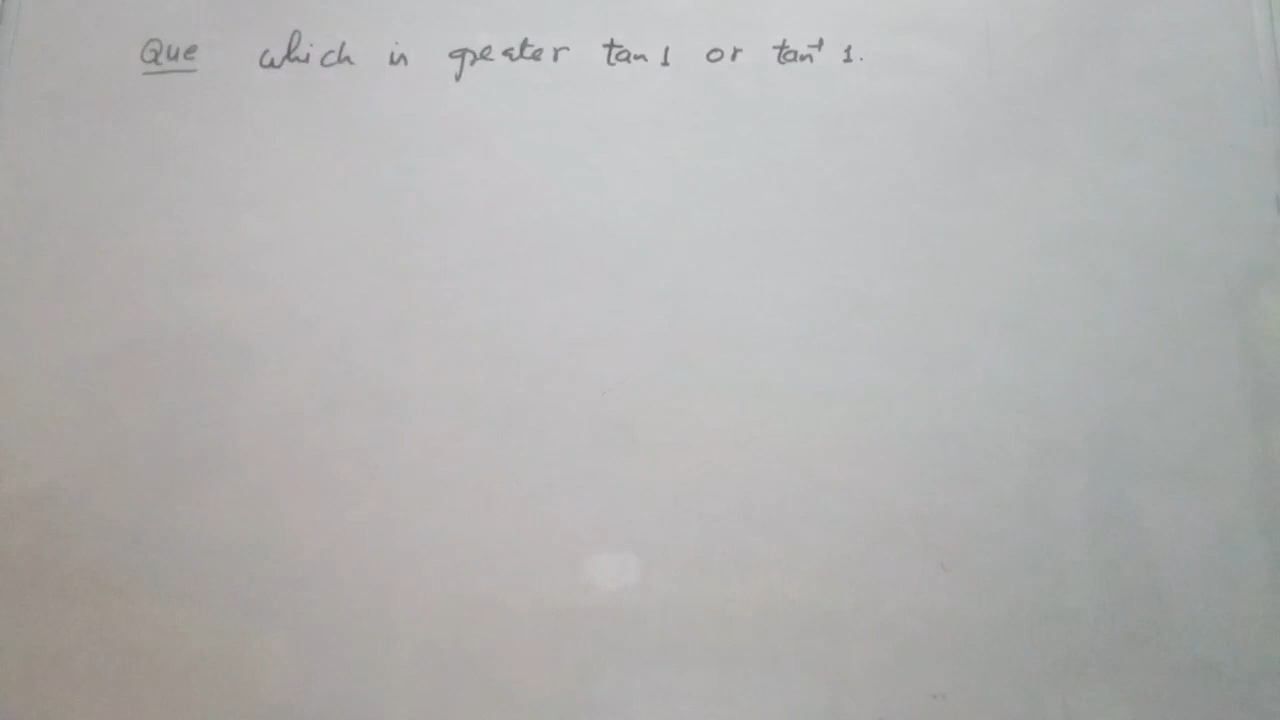 Que which is greater tan 1 or tan⁻¹ 1.